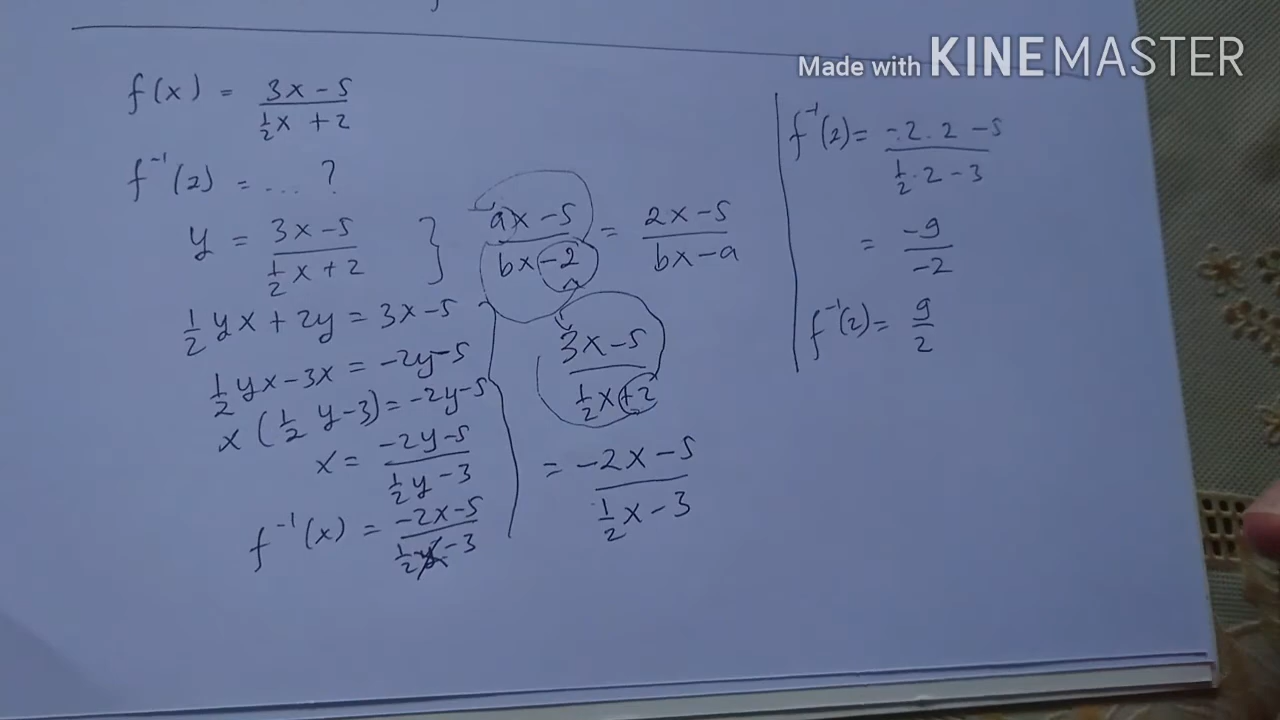 Made with KINEMASTER
f(x) = 3x - 5 / ½x + 2
f⁻¹(2) = ... ?
y = 3x - 5 / ½x + 2 }
½yx + 2y = 3x - 5
½yx - 3x = -2y - 5
x (½y - 3) = -2y - 5
x = -2y - 5 / ½y - 3
f⁻¹(x) = -2x - 5 / ½x - 3
ax - 5 / bx - 2 = 2x - 5 / bx - a
3x - 5 / ½x + 2
= -2x - 5 / ½x - 3
f⁻¹(2) = -2.2 - 5 / ½.2 - 3
= -9 / -2
f⁻¹(2) = 9 / 2